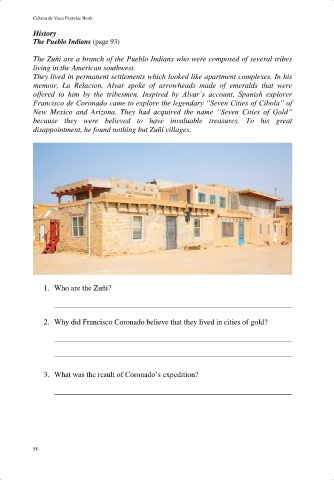 Cabeza de Vaca Exercise Book
History
The Pueblo Indians (page 93)
The Zuñi are a branch of the Pueblo Indians who were composed of several tribes
living in the American southwest.
They lived in permanent settlements which looked like apartment complexes. In his
memoir, La Relacion, Alvar spoke of arrowheads made of emeralds that were
offered to him by the tribesmen. Inspired by Alvar's account, Spanish explorer
Francisco de Coronado came to explore the legendary "Seven Cities of Cibola" of
New Mexico and Arizona. They had acquired the name "Seven Cities of Gold"
because they were believed to have invaluable treasures. To his great
disappointment, he found nothing but Zuñi villages.
1. Who are the Zuñi?
2. Why did Francisco Coronado believe that they lived in cities of gold?
3. What was the result of Coronado's expedition?
58